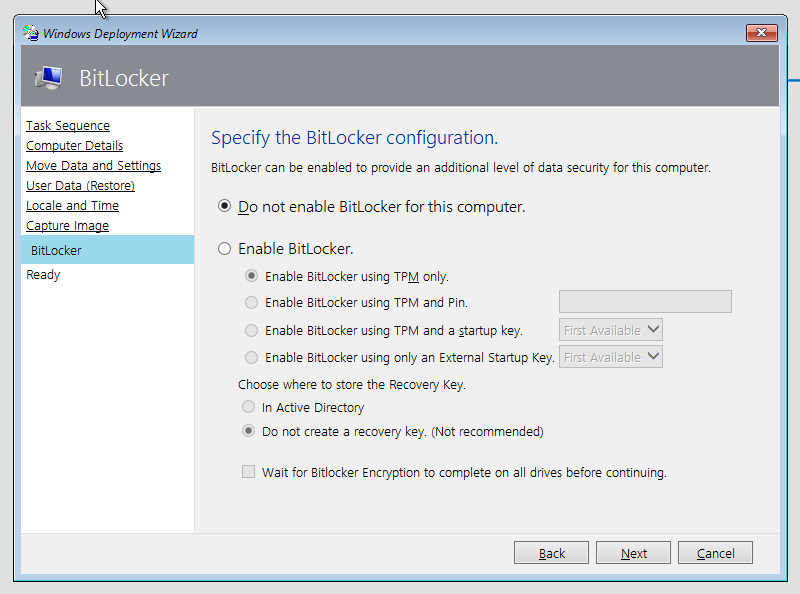 Windows Deployment Wizard
BitLocker
Task Sequence
Computer Details
Move Data and Settings
User Data (Restore)
Locale and Time
Capture Image
BitLocker
Ready
Specify the BitLocker configuration.
BitLocker can be enabled to provide an additional level of data security for this computer.
Do not enable BitLocker for this computer.
Enable BitLocker.
Enable BitLocker using TPM only.
Enable BitLocker using TPM and Pin.
Enable BitLocker using TPM and a startup key. First Available
Enable BitLocker using only an External Startup Key. First Available
Choose where to store the Recovery Key.
In Active Directory
Do not create a recovery key. (Not recommended)
Wait for Bitlocker Encryption to complete on all drives before continuing.
Back Next Cancel